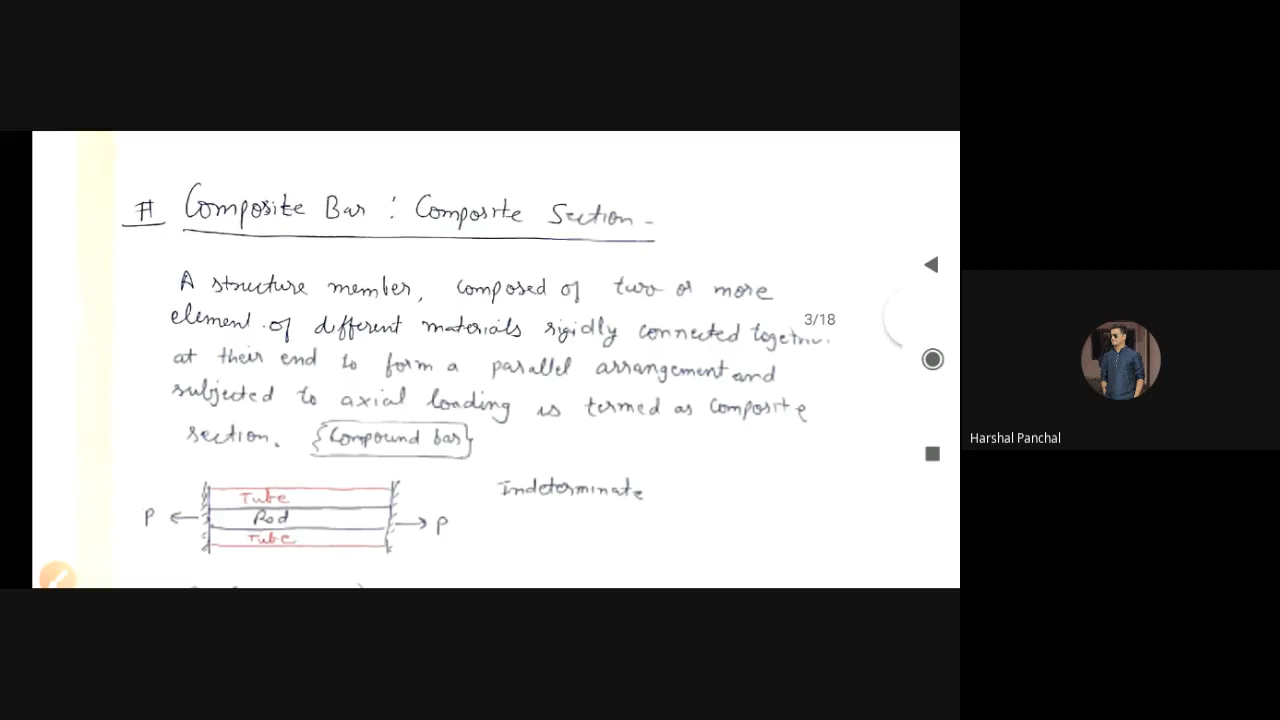 # Composite Bar : Composite Section -
A structure member, composed of two or more
element of different materials rigidly connected together
3/18
at their end to form a parallel arrangement and
subjected to axial loading is termed as composite
section. {Compound bar}
Indeterminate
Tube
P Rod P
Tube
Harshal Panchal